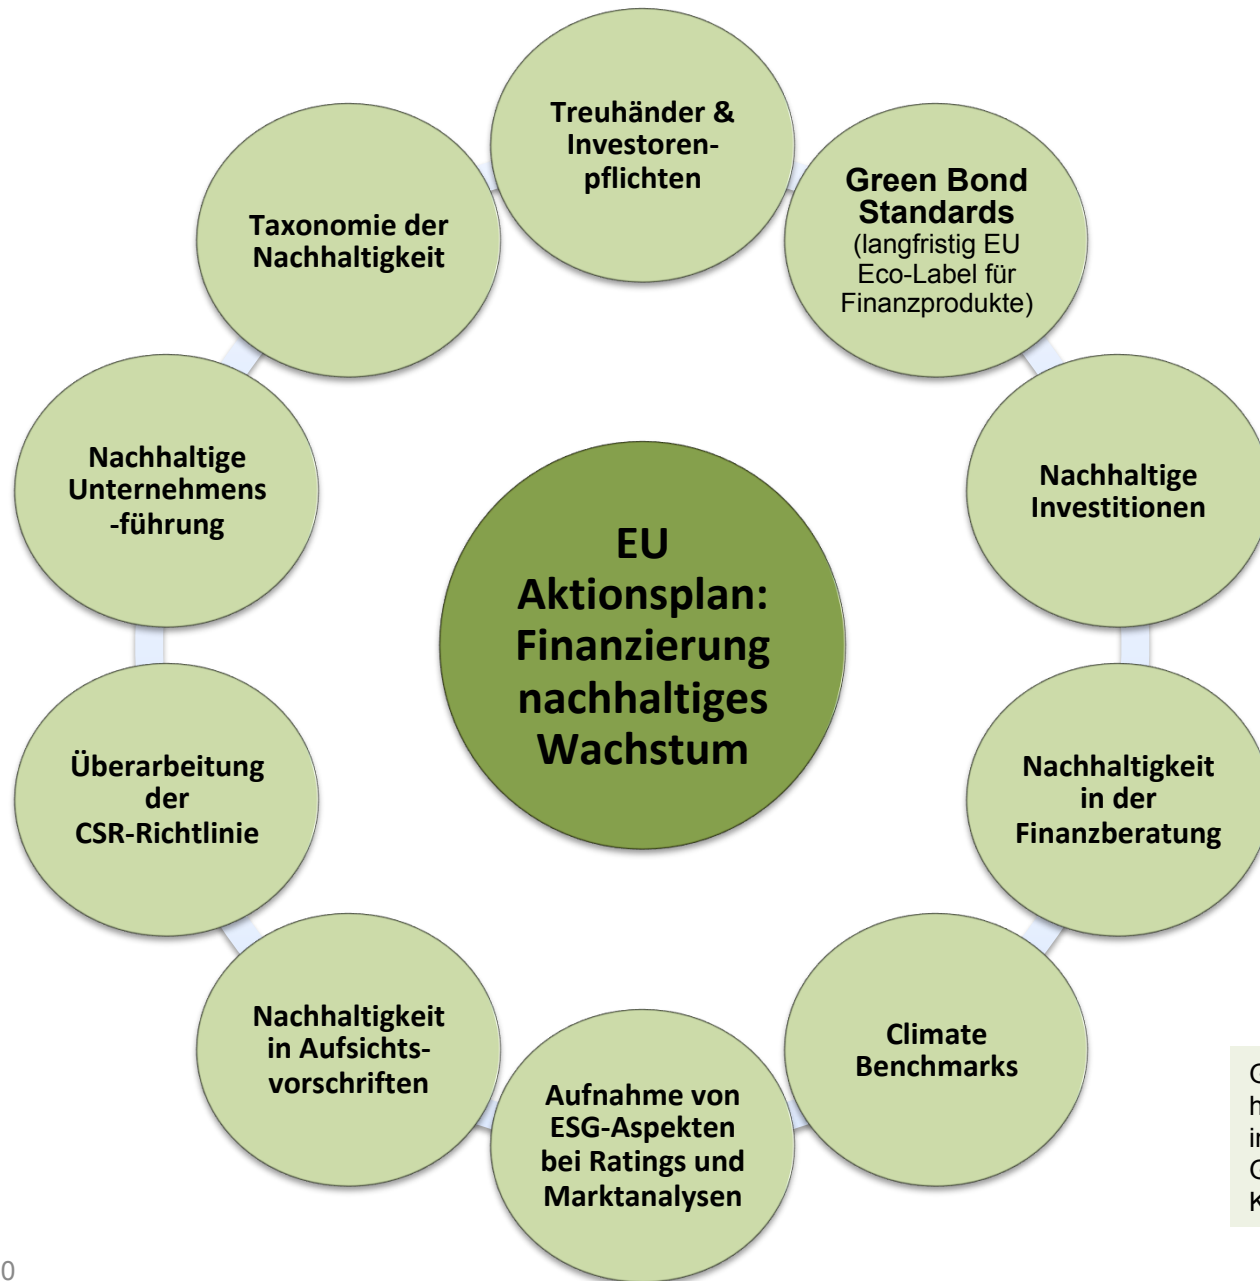 Treuhänder &
Investoren-
pflichten
Green Bond
Standards
(langfristig EU
Eco-Label für
Finanzprodukte)
Nachhaltige
Investitionen
Nachhaltigkeit
in der
Finanzberatung
Climate
Benchmarks
Aufnahme von
ESG-Aspekten
bei Ratings und
Marktanalysen
Nachhaltigkeit
in Aufsichts-
vorschriften
Überarbeitung
der
CSR-Richtlinie
Nachhaltige
Unternehmens
-führung
Taxonomie der
Nachhaltigkeit
EU
Aktionsplan:
Finanzierung
nachhaltiges
Wachstum